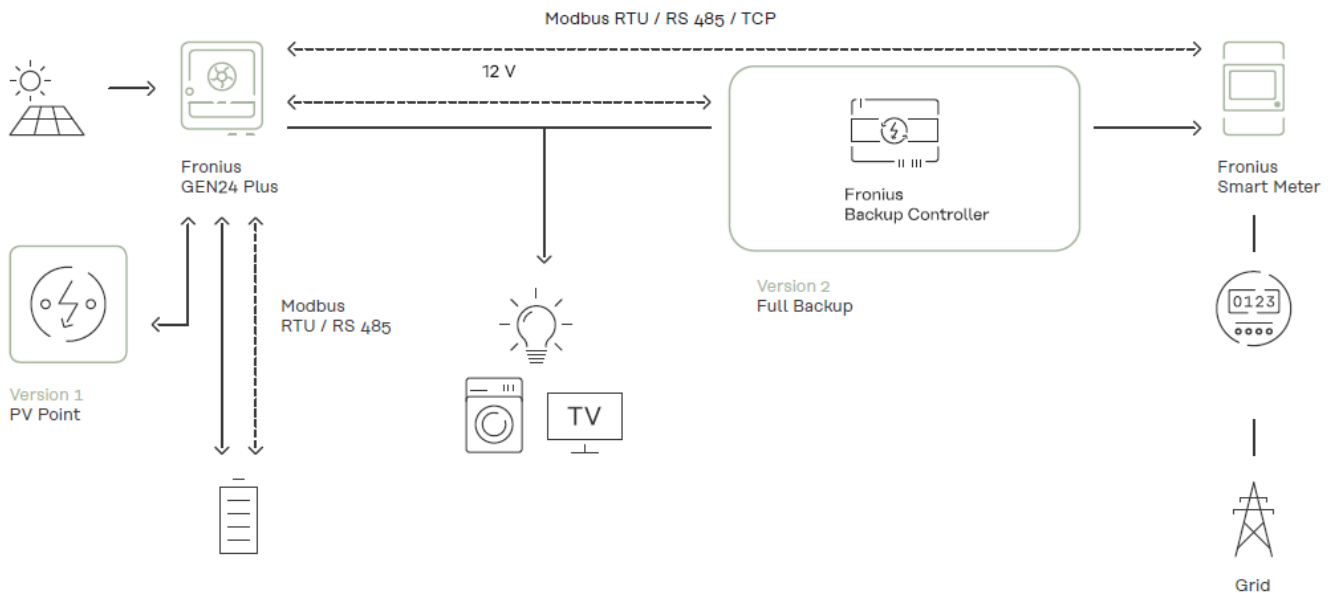 Modbus RTU / RS 485 / TCP
12 V
Fronius
GEN24 Plus
Fronius
Backup Controller
Fronius
Smart Meter
Version 2
Full Backup
Modbus
RTU / RS 485
0123
Version 1
PV Point
TV
Grid